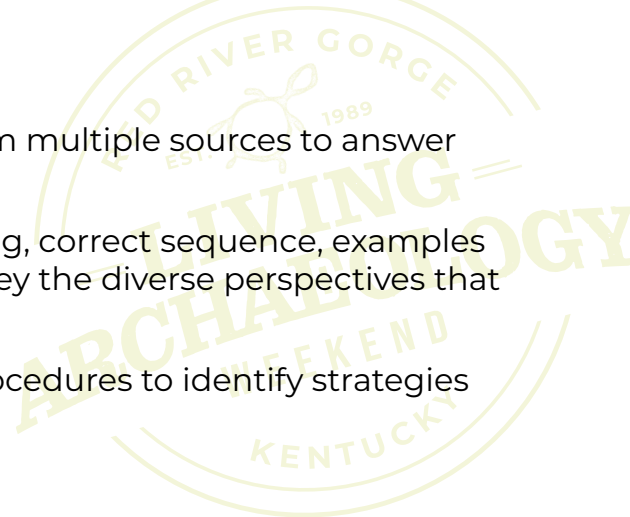 RED RIVER GORGE
EST. 1989
m multiple sources to answer
LIVING
g, correct sequence, examples
ey the diverse perspectives that
ARCHAEOLOGY
WEEKEND
ocedures to identify strategies
KENTUCKY